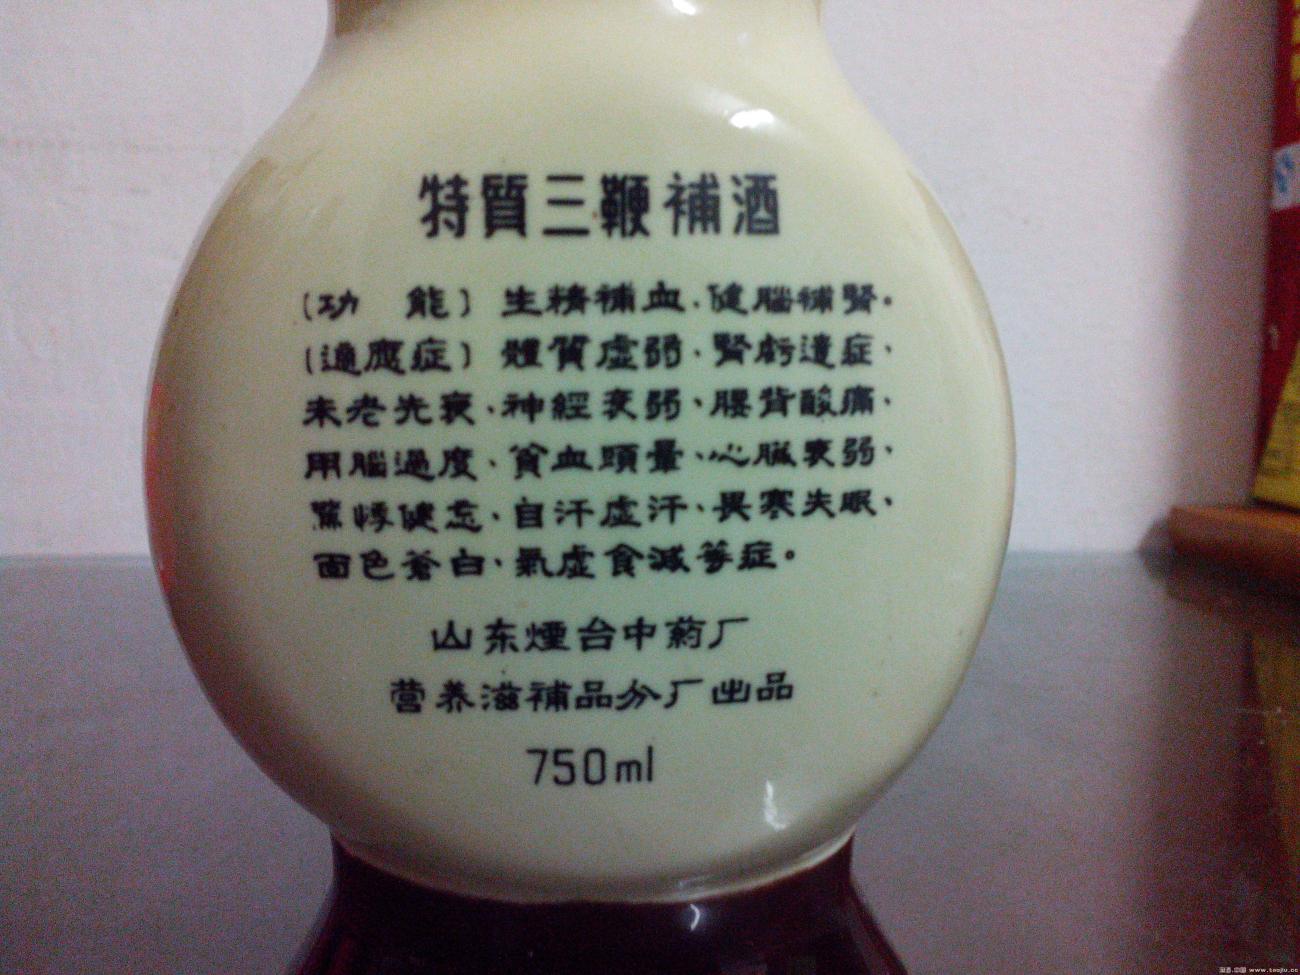 特質三鞭補酒
〔功 能〕 生精補血、健腦補腎。
〔適應症〕 體質虛弱、腎虧遺症、
未老先衰、神經衰弱、腰背酸痛、
用腦過度、貧血頭暈、心臟衰弱、
驚悸健忘、自汗虛汗、畏寒失眠、
面色蒼白、氣虛食減等症。
山东煙台中药厂
营养滋補品分厂出品
750ml
www.taojiu.cc